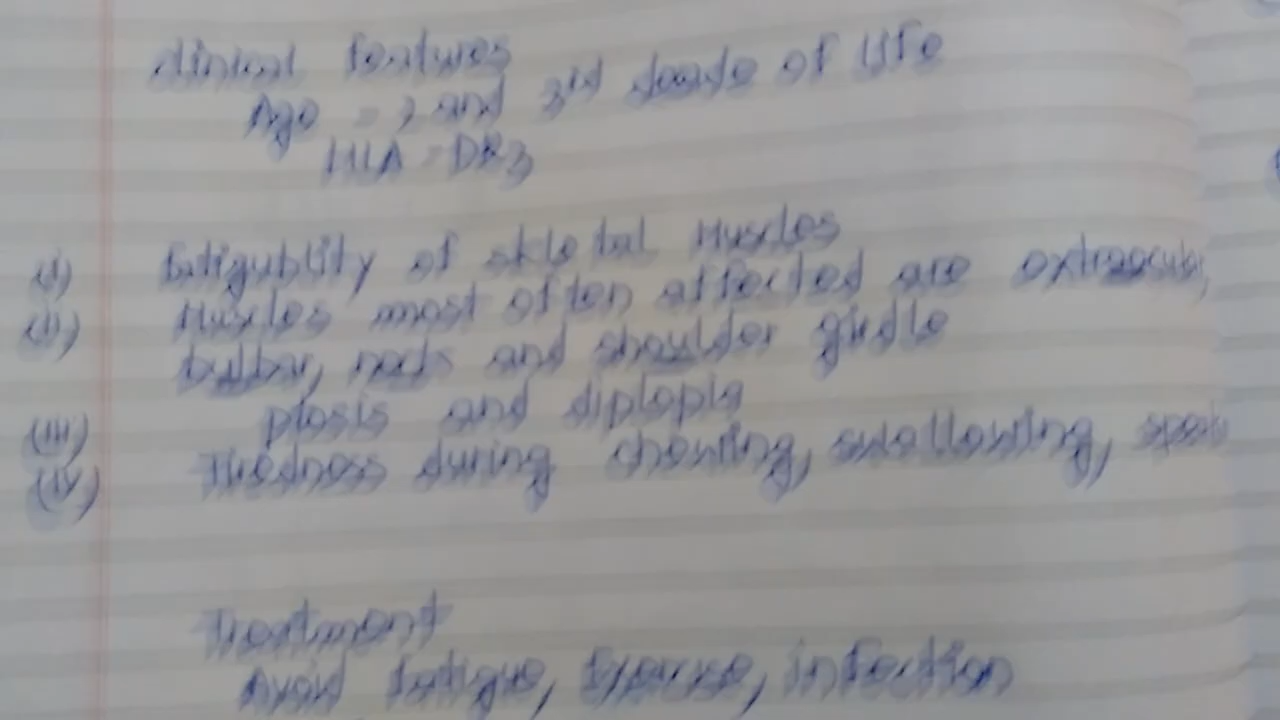 clinical features
Age = 2 and 3rd decade of life
HLA - DR3
(i) Fatigublity of skletal Muscles
(ii) Muscles most often affected are
bulbar, neck and shoulder girdle
(iii) ptosis and diplopia
(iv) Tiredness during chewing, swallowing,
Treatment
Avoid fatigue, Exercise, infection